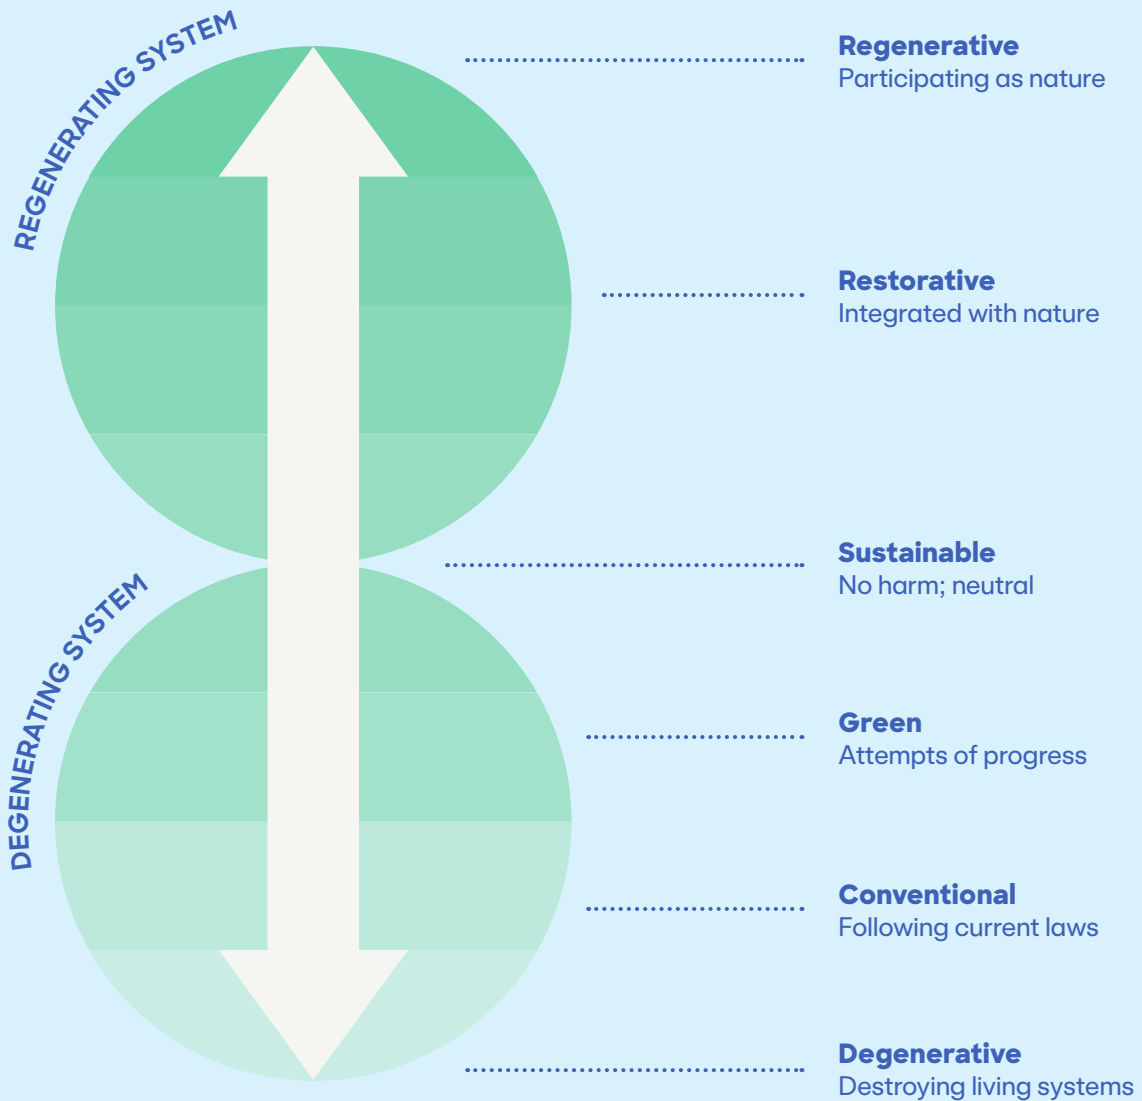 REGENERATING SYSTEM
Regenerative
Participating as nature
Restorative
Integrated with nature
Sustainable
No harm; neutral
DEGENERATING SYSTEM
Green
Attempts of progress
Conventional
Following current laws
Degenerative
Destroying living systems